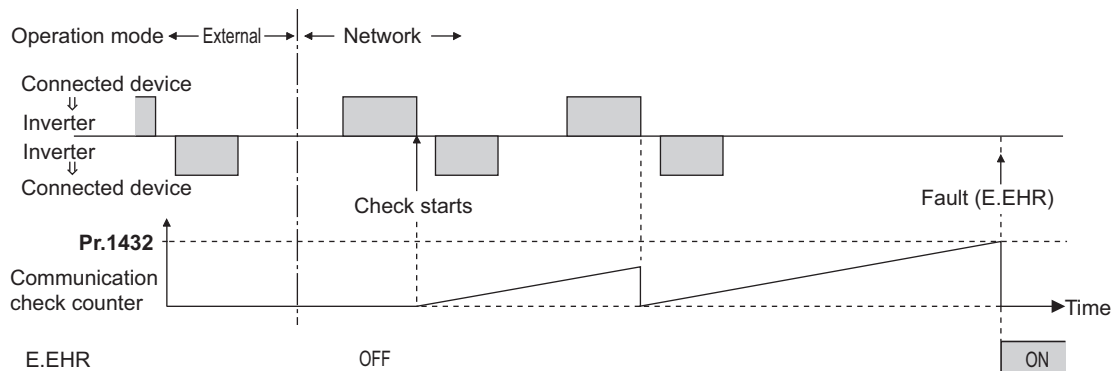 Operation mode External Network
Connected device
⇓
Inverter
Inverter
⇓
Connected device
Check starts
Fault (E.EHR)
Pr.1432
Communication
check counter
Time
E.EHR OFF ON